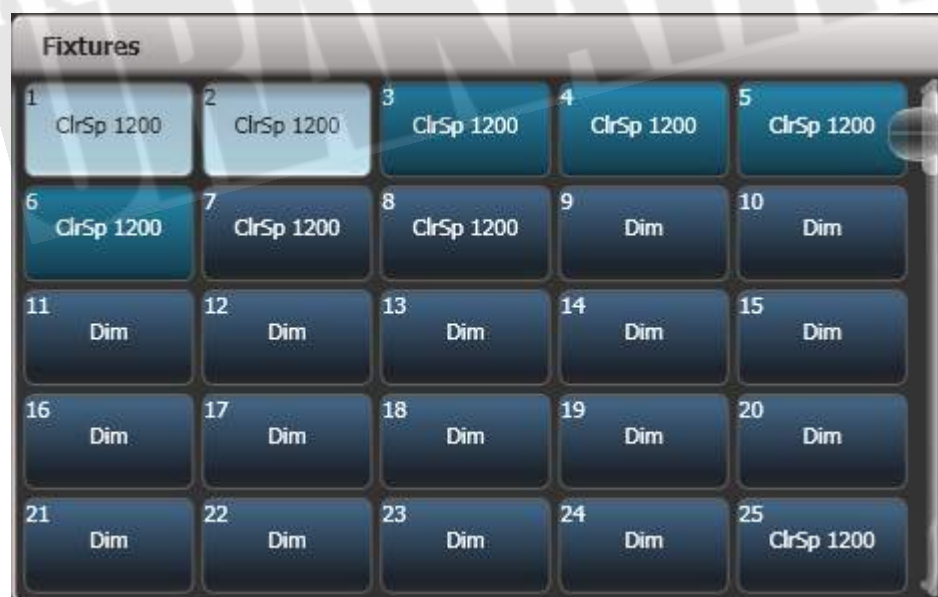 Fixtures
1 ClrSp 1200
2 ClrSp 1200
3 ClrSp 1200
4 ClrSp 1200
5 ClrSp 1200
6 ClrSp 1200
7 ClrSp 1200
8 ClrSp 1200
9 Dim
10 Dim
11 Dim
12 Dim
13 Dim
14 Dim
15 Dim
16 Dim
17 Dim
18 Dim
19 Dim
20 Dim
21 Dim
22 Dim
23 Dim
24 Dim
25 ClrSp 1200